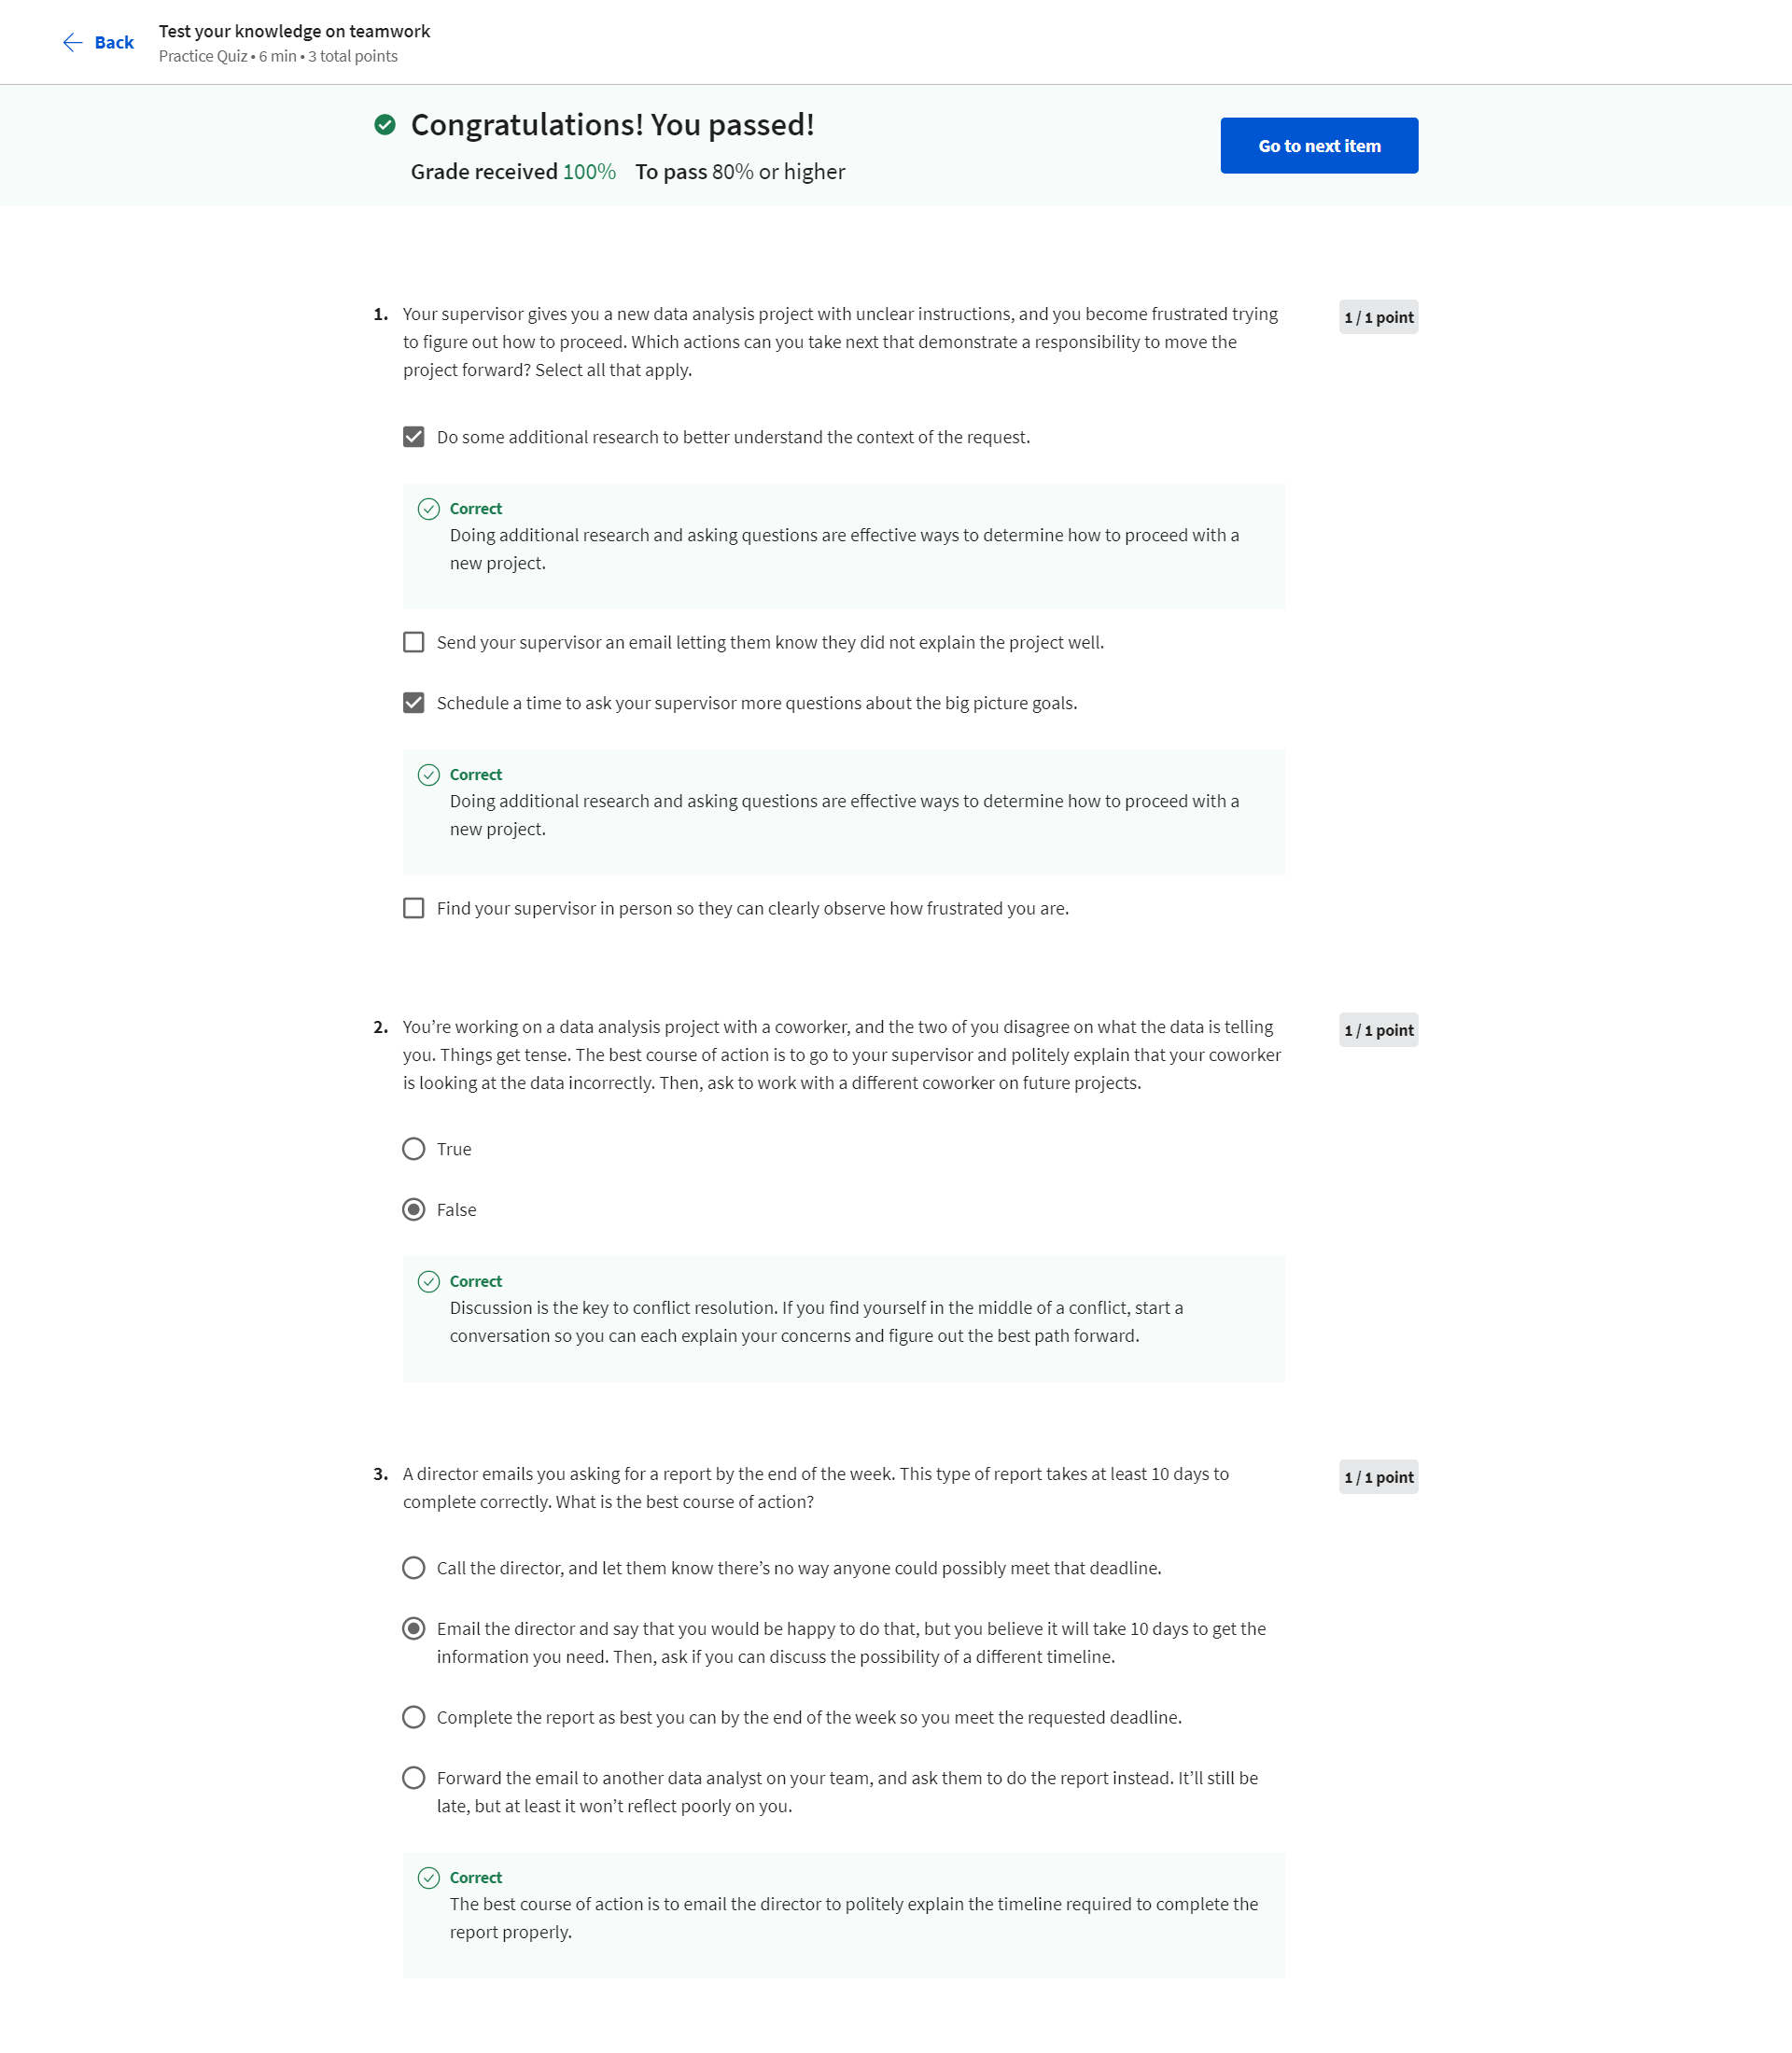 Back
Test your knowledge on teamwork
Practice Quiz • 6 min • 3 total points
Congratulations! You passed!
Grade received 100% To pass 80% or higher
Go to next item
1. Your supervisor gives you a new data analysis project with unclear instructions, and you become frustrated trying
to figure out how to proceed. Which actions can you take next that demonstrate a responsibility to move the
project forward? Select all that apply.
1 / 1 point
Do some additional research to better understand the context of the request.
Correct
Doing additional research and asking questions are effective ways to determine how to proceed with a
new project.
Send your supervisor an email letting them know they did not explain the project well.
Schedule a time to ask your supervisor more questions about the big picture goals.
Correct
Doing additional research and asking questions are effective ways to determine how to proceed with a
new project.
Find your supervisor in person so they can clearly observe how frustrated you are.
2. You’re working on a data analysis project with a coworker, and the two of you disagree on what the data is telling
you. Things get tense. The best course of action is to go to your supervisor and politely explain that your coworker
is looking at the data incorrectly. Then, ask to work with a different coworker on future projects.
1 / 1 point
True
False
Correct
Discussion is the key to conflict resolution. If you find yourself in the middle of a conflict, start a
conversation so you can each explain your concerns and figure out the best path forward.
3. A director emails you asking for a report by the end of the week. This type of report takes at least 10 days to
complete correctly. What is the best course of action?
1 / 1 point
Call the director, and let them know there’s no way anyone could possibly meet that deadline.
Email the director and say that you would be happy to do that, but you believe it will take 10 days to get the
information you need. Then, ask if you can discuss the possibility of a different timeline.
Complete the report as best you can by the end of the week so you meet the requested deadline.
Forward the email to another data analyst on your team, and ask them to do the report instead. It’ll still be
late, but at least it won’t reflect poorly on you.
Correct
The best course of action is to email the director to politely explain the timeline required to complete the
report properly.